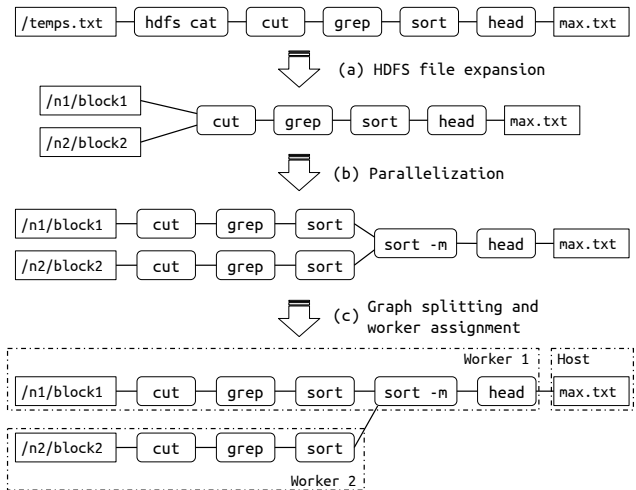 /temps.txt hdfs cat cut grep sort head max.txt
(a) HDFS file expansion
/n1/block1
cut grep sort head max.txt
/n2/block2
(b) Parallelization
/n1/block1 cut grep sort
sort -m head max.txt
/n2/block2 cut grep sort
(c) Graph splitting and
worker assignment
Worker 1 Host
/n1/block1 cut grep sort sort -m head max.txt
/n2/block2 cut grep sort
Worker 2